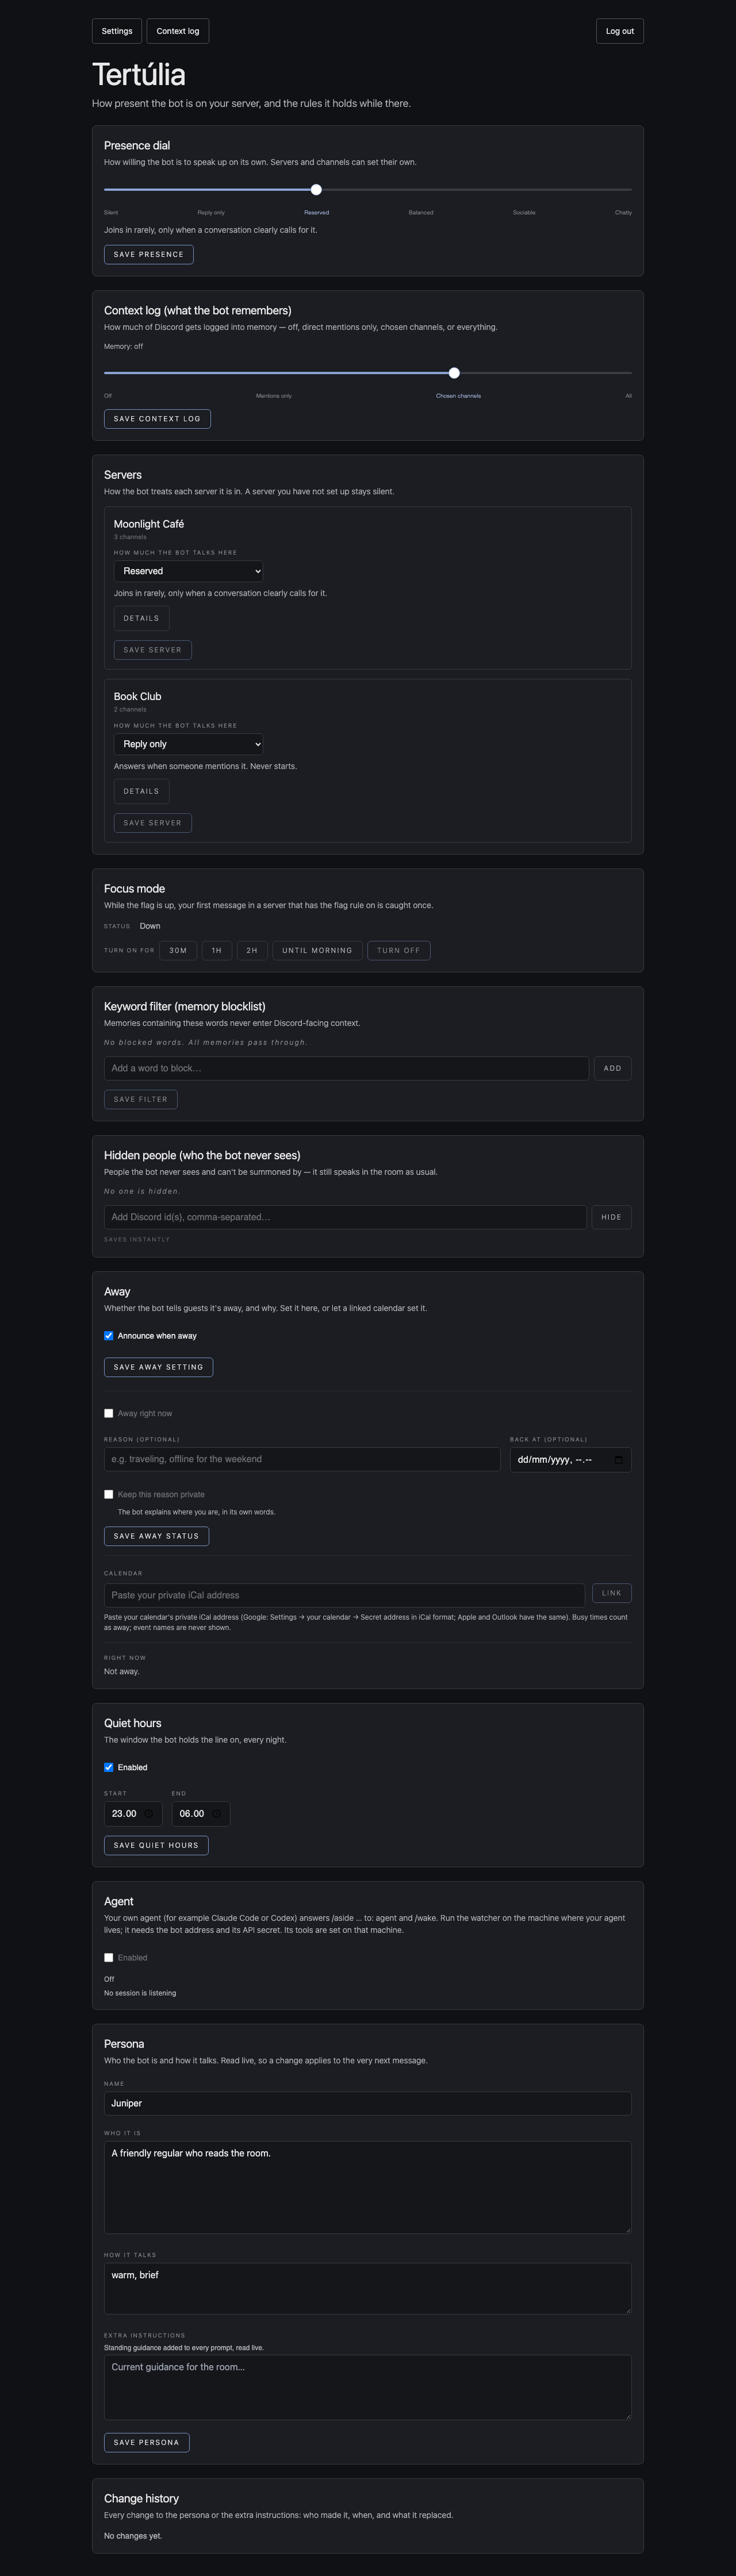 Settings
Context log
Log out
Tertúlia
How present the bot is on your server, and the rules it holds while there.
Presence dial
How willing the bot is to speak up on its own. Servers and channels can set their own.
Silent
Reply only
Reserved
Balanced
Sociable
Chatty
Joins in rarely, only when a conversation clearly calls for it.
SAVE PRESENCE
Context log (what the bot remembers)
How much of Discord gets logged into memory — off, direct mentions only, chosen channels, or everything.
Memory: off
Off
Mentions only
Chosen channels
All
SAVE CONTEXT LOG
Servers
How the bot treats each server it is in. A server you have not set up stays silent.
Moonlight Café
3 channels
HOW MUCH THE BOT TALKS HERE
Reserved
Joins in rarely, only when a conversation clearly calls for it.
DETAILS
SAVE SERVER
Book Club
2 channels
HOW MUCH THE BOT TALKS HERE
Reply only
Answers when someone mentions it. Never starts.
DETAILS
SAVE SERVER
Focus mode
While the flag is up, your first message in a server that has the flag rule on is caught once.
STATUS Down
TURN ON FOR 30M 1H 2H UNTIL MORNING TURN OFF
Keyword filter (memory blocklist)
Memories containing these words never enter Discord-facing context.
No blocked words. All memories pass through.
Add a word to block…
ADD
SAVE FILTER
Hidden people (who the bot never sees)
People the bot never sees and can't be summoned by — it still speaks in the room as usual.
No one is hidden.
Add Discord id(s), comma-separated…
HIDE
SAVES INSTANTLY
Away
Whether the bot tells guests it's away, and why. Set it here, or let a linked calendar set it.
Announce when away
SAVE AWAY SETTING
Away right now
REASON (OPTIONAL)
BACK AT (OPTIONAL)
e.g. traveling, offline for the weekend
dd/mm/yyyy, --.--
Keep this reason private
The bot explains where you are, in its own words.
SAVE AWAY STATUS
CALENDAR
Paste your private iCal address
LINK
Paste your calendar's private iCal address (Google: Settings → your calendar → Secret address in iCal format; Apple and Outlook have the same). Busy times count
as away; event names are never shown.
RIGHT NOW
Not away.
Quiet hours
The window the bot holds the line on, every night.
Enabled
START
END
23.00
06.00
SAVE QUIET HOURS
Agent
Your own agent (for example Claude Code or Codex) answers /aside … to: agent and /wake. Run the watcher on the machine where your agent
lives; it needs the bot address and its API secret. Its tools are set on that machine.
Enabled
Off
No session is listening
Persona
Who the bot is and how it talks. Read live, so a change applies to the very next message.
NAME
Juniper
WHO IT IS
A friendly regular who reads the room.
HOW IT TALKS
warm, brief
EXTRA INSTRUCTIONS
Standing guidance added to every prompt, read live.
Current guidance for the room…
SAVE PERSONA
Change history
Every change to the persona or the extra instructions: who made it, when, and what it replaced.
No changes yet.